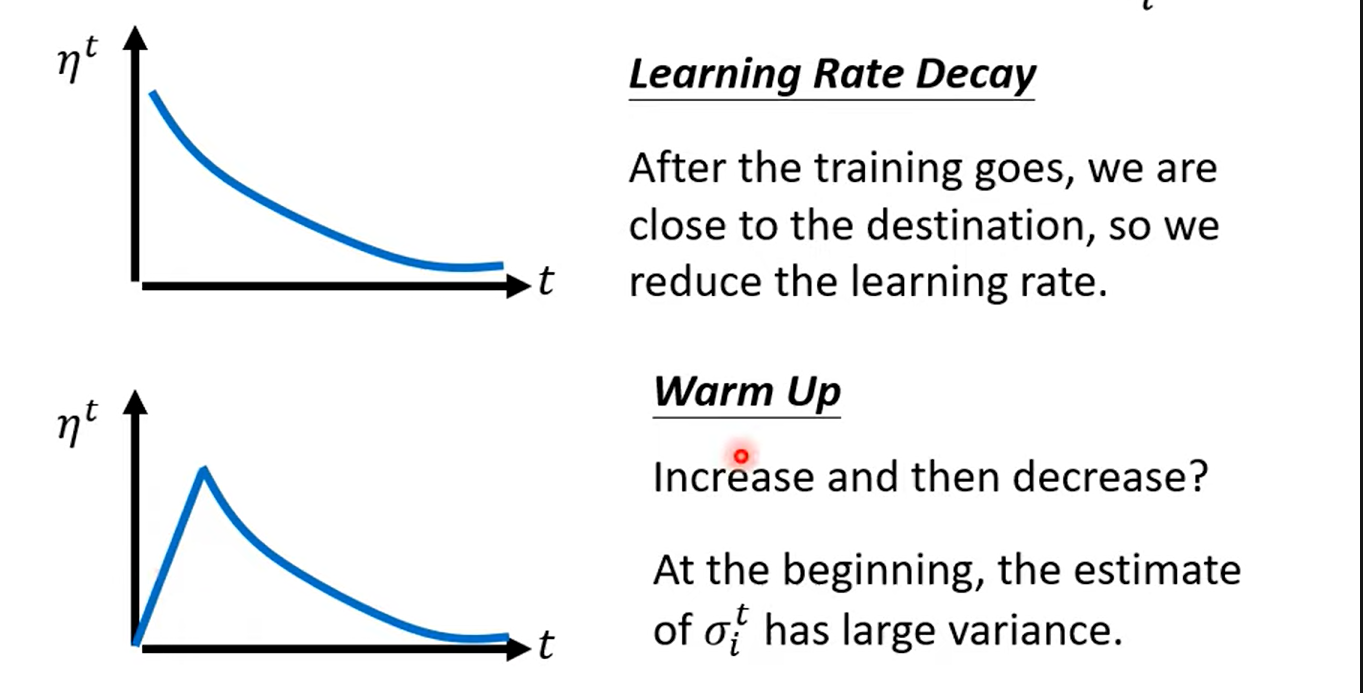 t
η^t
Learning Rate Decay
After the training goes, we are
close to the destination, so we
reduce the learning rate.
t
η^t
Warm Up
Increase and then decrease?
At the beginning, the estimate
of σ_i^t has large variance.
t